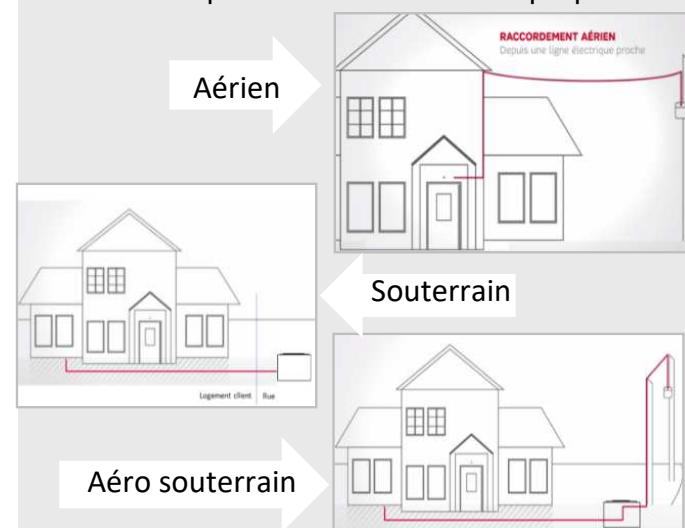 RACCORDEMENT AÉRIEN
Depuis une ligne électrique proche
Aérien
Souterrain
Logement client Rue
Aéro souterrain